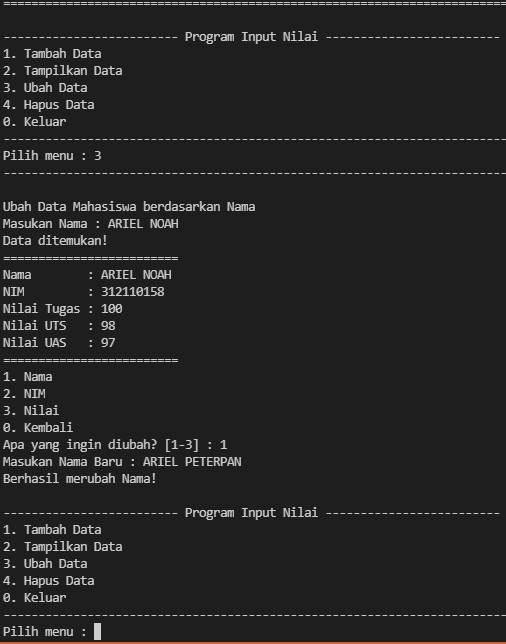 ================================================================
------------------------- Program Input Nilai -------------------------
1. Tambah Data
2. Tampilkan Data
3. Ubah Data
4. Hapus Data
0. Keluar
------------------------------------------------------------------------
Pilih menu : 3
------------------------------------------------------------------------
Ubah Data Mahasiswa berdasarkan Nama
Masukan Nama : ARIEL NOAH
Data ditemukan!
=========================
Nama        : ARIEL NOAH
NIM         : 312110158
Nilai Tugas : 100
Nilai UTS   : 98
Nilai UAS   : 97
=========================
1. Nama
2. NIM
3. Nilai
0. Kembali
Apa yang ingin diubah? [1-3] : 1
Masukan Nama Baru : ARIEL PETERPAN
Berhasil merubah Nama!
------------------------- Program Input Nilai -------------------------
1. Tambah Data
2. Tampilkan Data
3. Ubah Data
4. Hapus Data
0. Keluar
------------------------------------------------------------------------
Pilih menu :